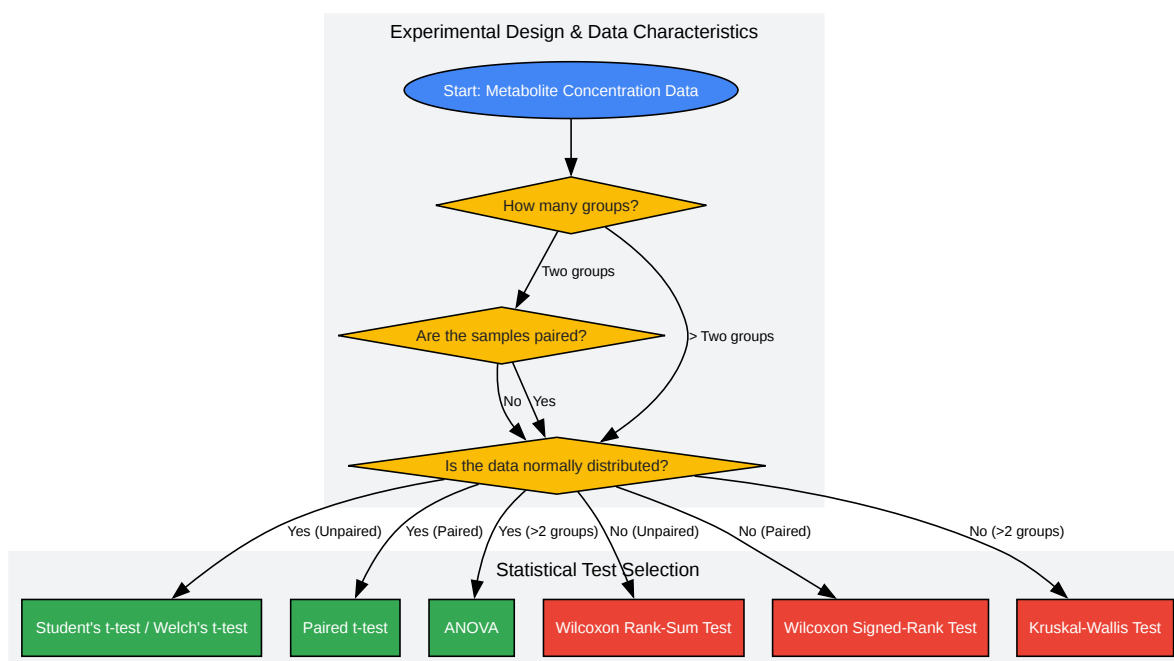 Experimental Design & Data Characteristics
Start: Metabolite Concentration Data
How many groups?
Two groups
Are the samples paired?
> Two groups
No
Yes
Is the data normally distributed?
Yes (Unpaired)
Yes (Paired)
Yes (>2 groups)
No (Unpaired)
No (Paired)
No (>2 groups)
Statistical Test Selection
Student's t-test / Welch's t-test
Paired t-test
ANOVA
Wilcoxon Rank-Sum Test
Wilcoxon Signed-Rank Test
Kruskal-Wallis Test